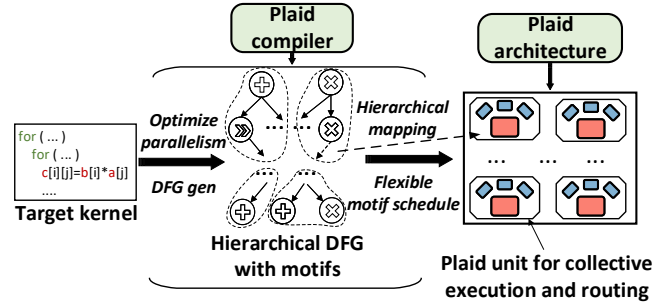 Plaid
compiler
Plaid
architecture
for ( ... )
for ( ... )
c[i][j]=b[i]*a[j]
....
Target kernel
Optimize
parallelism
DFG gen
... ...
... ...
Hierarchical DFG
with motifs
Hierarchical
mapping
Flexible
motif schedule
... ... ...
Plaid unit for collective
execution and routing